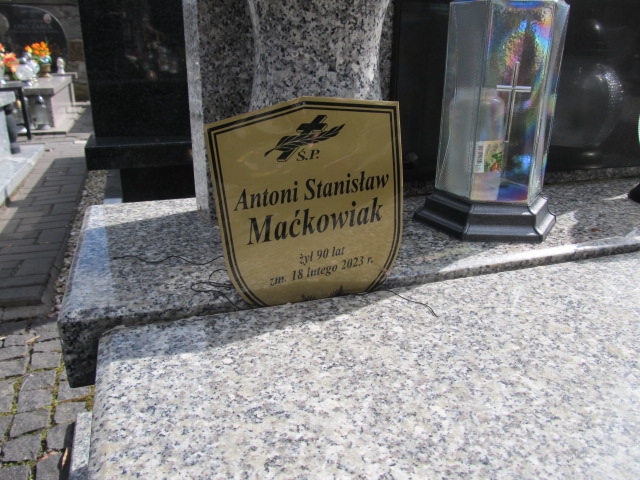 Ś.P.
Antoni Stanisław
Maćkowiak
żył 90 lat
zm. 18 lutego 2023 r.